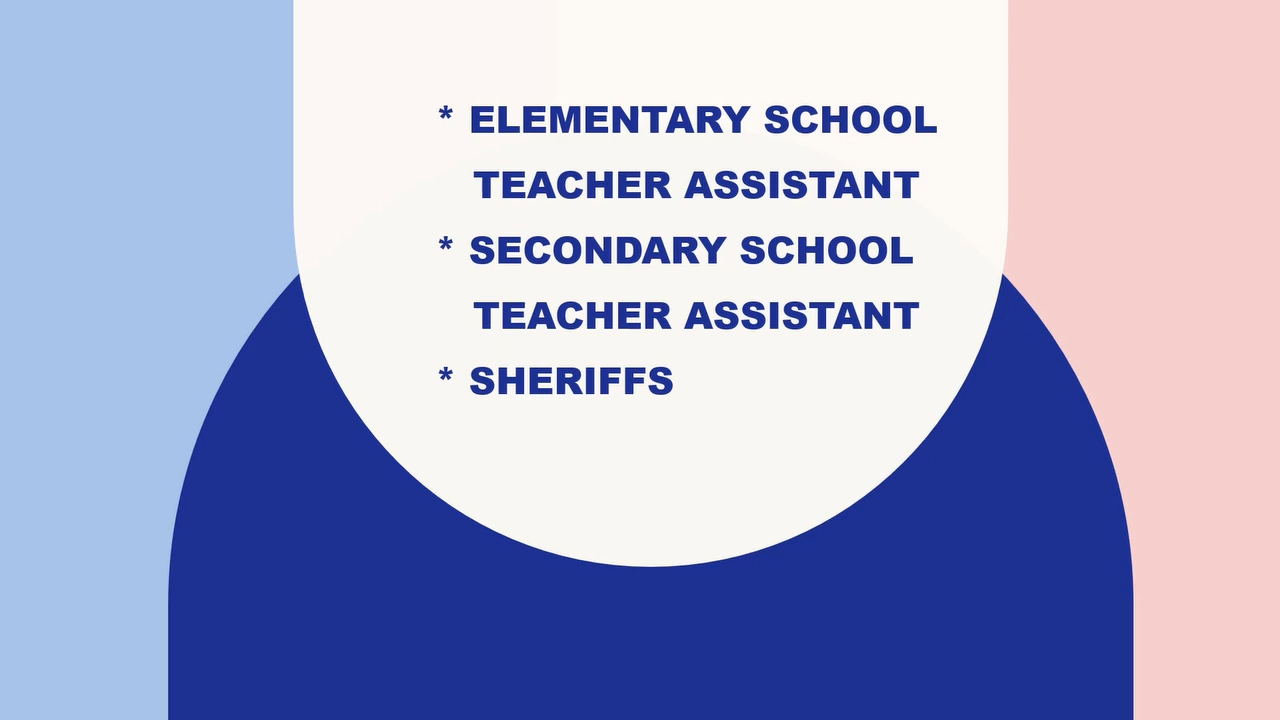 * ELEMENTARY SCHOOL
TEACHER ASSISTANT
* SECONDARY SCHOOL
TEACHER ASSISTANT
* SHERIFFS